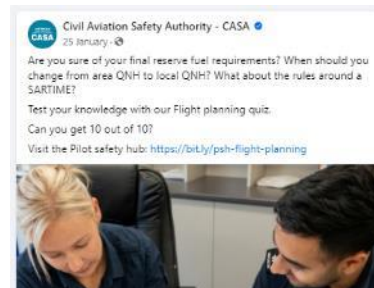 Civil Aviation Safety Authority - CASA
CASA
25 January
Are you sure of your final reserve fuel requirements? When should you
change from area QNH to local QNH? What about the rules around a
SARTIME?
Test your knowledge with our Flight planning quiz.
Can you get 10 out of 10?
Visit the Pilot safety hub: https://bit.ly/psh-flight-planning